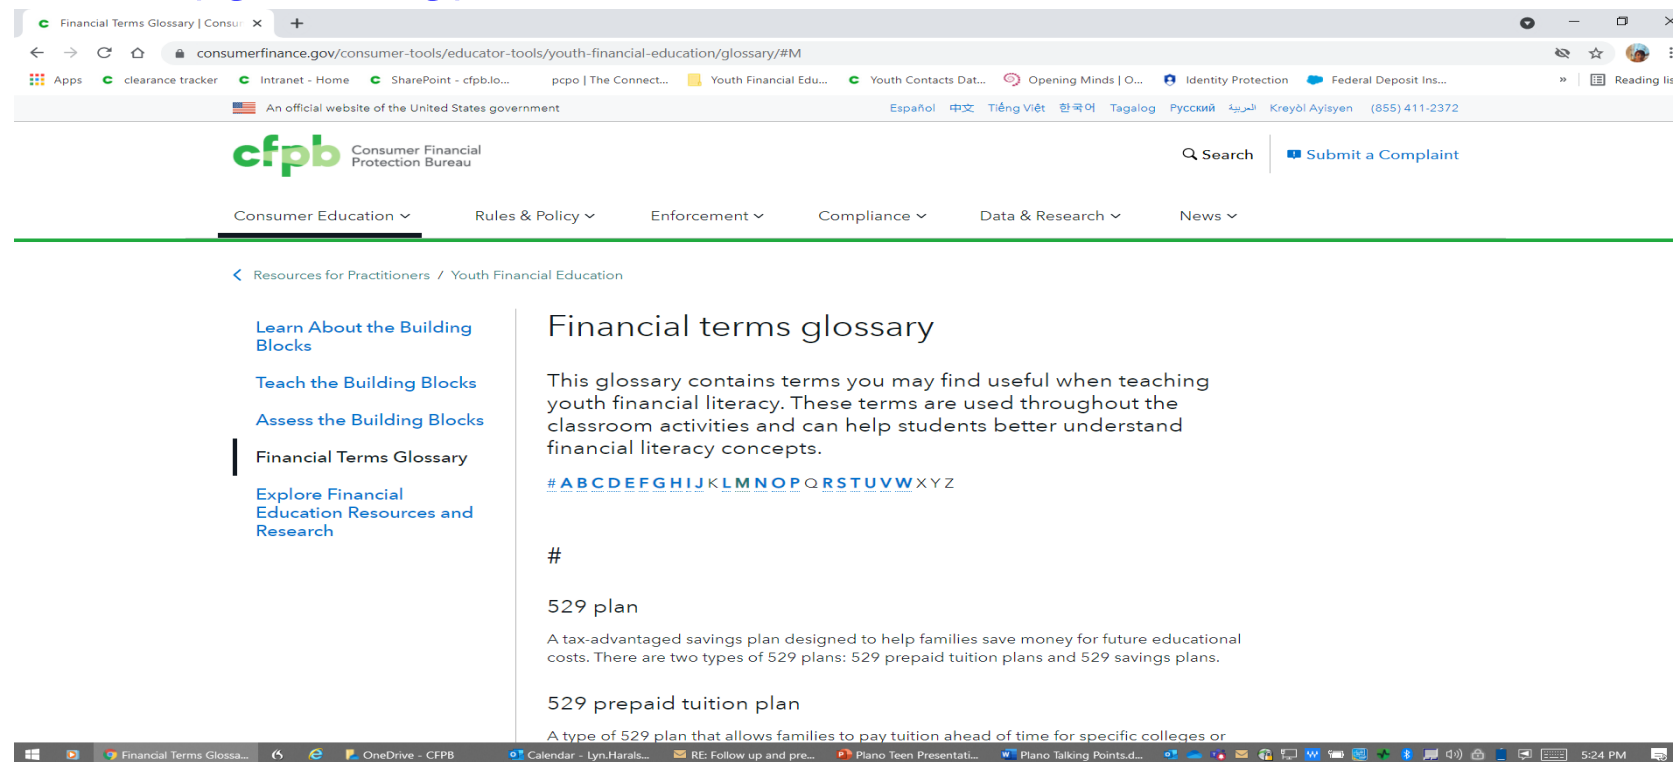 Financial Terms Glossary | Consur
consumerfinance.gov/consumer-tools/educator-tools/youth-financial-education/glossary/#M
Apps clearance tracker Intranet - Home SharePoint - cfpb.lo... pcpo | The Connect... Youth Financial Edu... Youth Contacts Dat... Opening Minds | O... Identity Protection Federal Deposit Ins... » Reading lis
An official website of the United States government Español 中文 Tiếng Việt 한국어 Tagalog Pусский العربية Kreyòl Ayisyen (855) 411-2372
cfpb Consumer Financial
Protection Bureau
Search Submit a Complaint
Consumer Education Rules & Policy Enforcement Compliance Data & Research News
Resources for Practitioners / Youth Financial Education
Learn About the Building
Blocks
Teach the Building Blocks
Assess the Building Blocks
Financial Terms Glossary
Explore Financial
Education Resources and
Research
Financial terms glossary
This glossary contains terms you may find useful when teaching
youth financial literacy. These terms are used throughout the
classroom activities and can help students better understand
financial literacy concepts.
# A B C D E F G H I J K L M N O P Q R S T U V W X Y Z
#
529 plan
A tax-advantaged savings plan designed to help families save money for future educational
costs. There are two types of 529 plans: 529 prepaid tuition plans and 529 savings plans.
529 prepaid tuition plan
A type of 529 plan that allows families to pay tuition ahead of time for specific colleges or
Financial Terms Glossa... OneDrive - CFPB Calendar - Lyn.Harals... RE: Follow up and pre... Plano Teen Presentati... Plano Talking Points.d... 5:24 PM